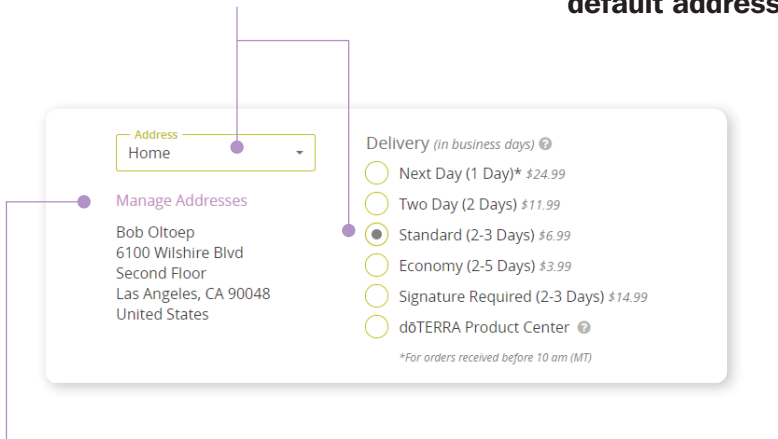 default address
Address
Home
Manage Addresses
Bob Oltoep
6100 Wilshire Blvd
Second Floor
Las Angeles, CA 90048
United States
Delivery (in business days)
Next Day (1 Day)* $24.99
Two Day (2 Days) $11.99
Standard (2-3 Days) $6.99
Economy (2-5 Days) $3.99
Signature Required (2-3 Days) $14.99
dōTERRA Product Center
*For orders received before 10 am (MT)